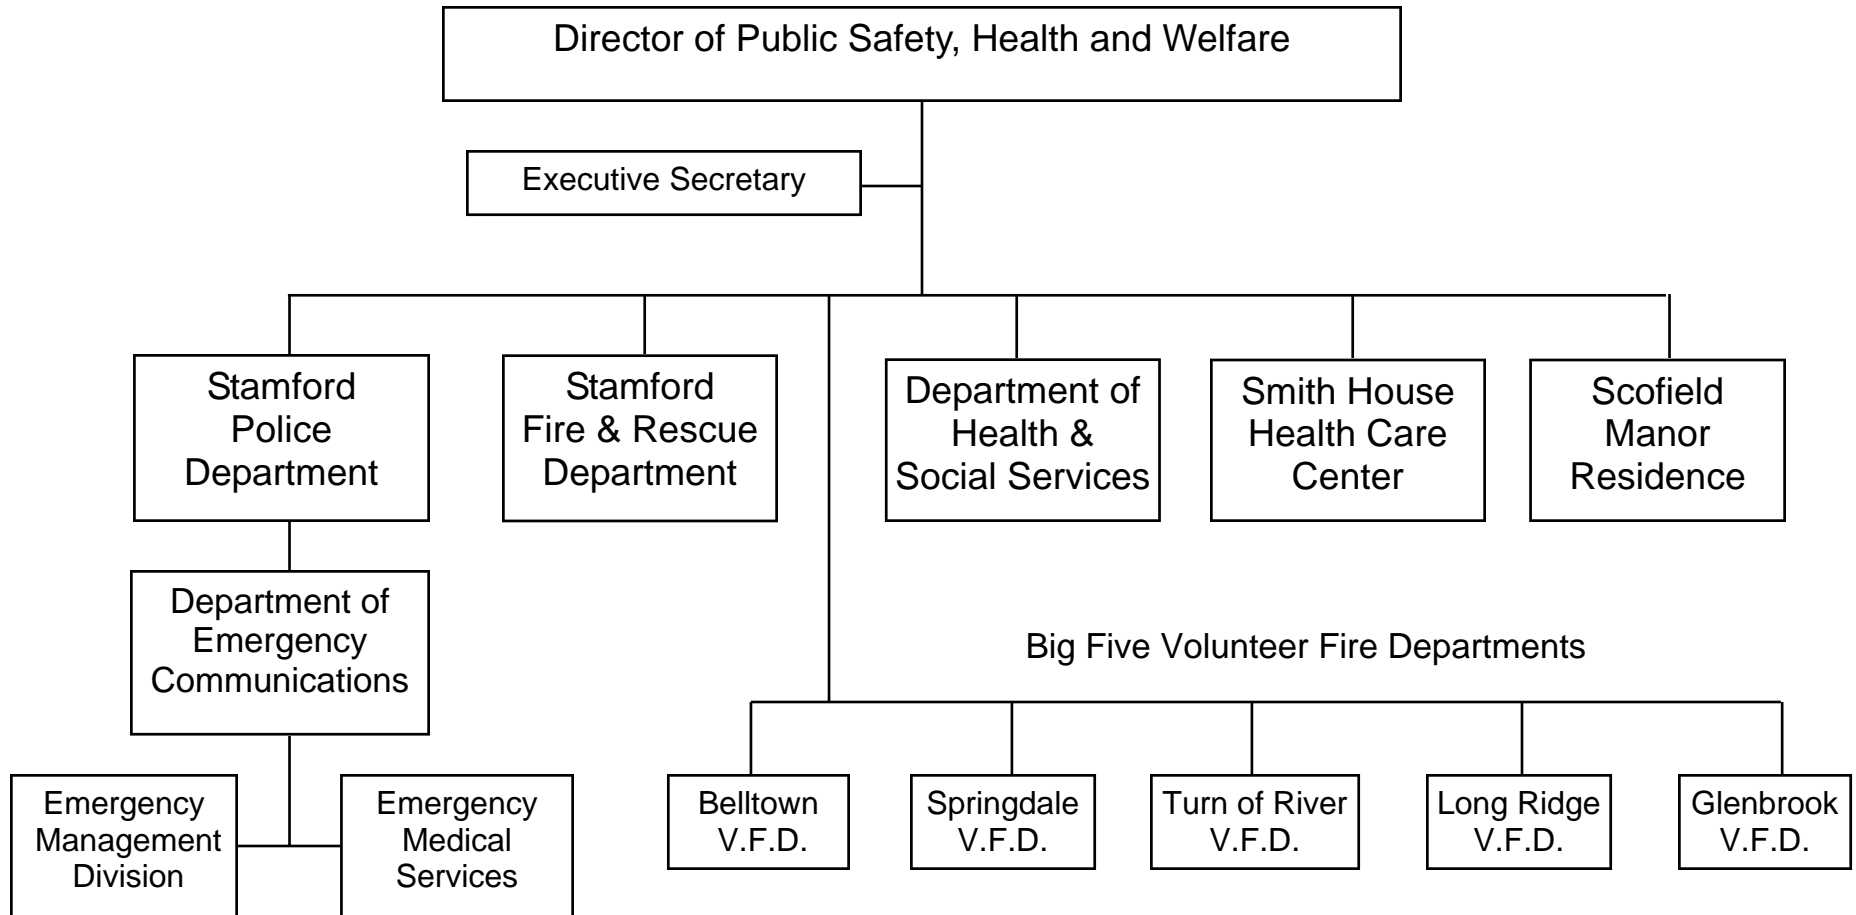 Director of Public Safety, Health and Welfare
Executive Secretary
Stamford
Police
Department
Stamford
Fire & Rescue
Department
Department of
Health &
Social Services
Smith House
Health Care
Center
Scofield
Manor
Residence
Department of
Emergency
Communications
Big Five Volunteer Fire Departments
Emergency
Management
Division
Emergency
Medical
Services
Belltown
V.F.D.
Springdale
V.F.D.
Turn of River
V.F.D.
Long Ridge
V.F.D.
Glenbrook
V.F.D.